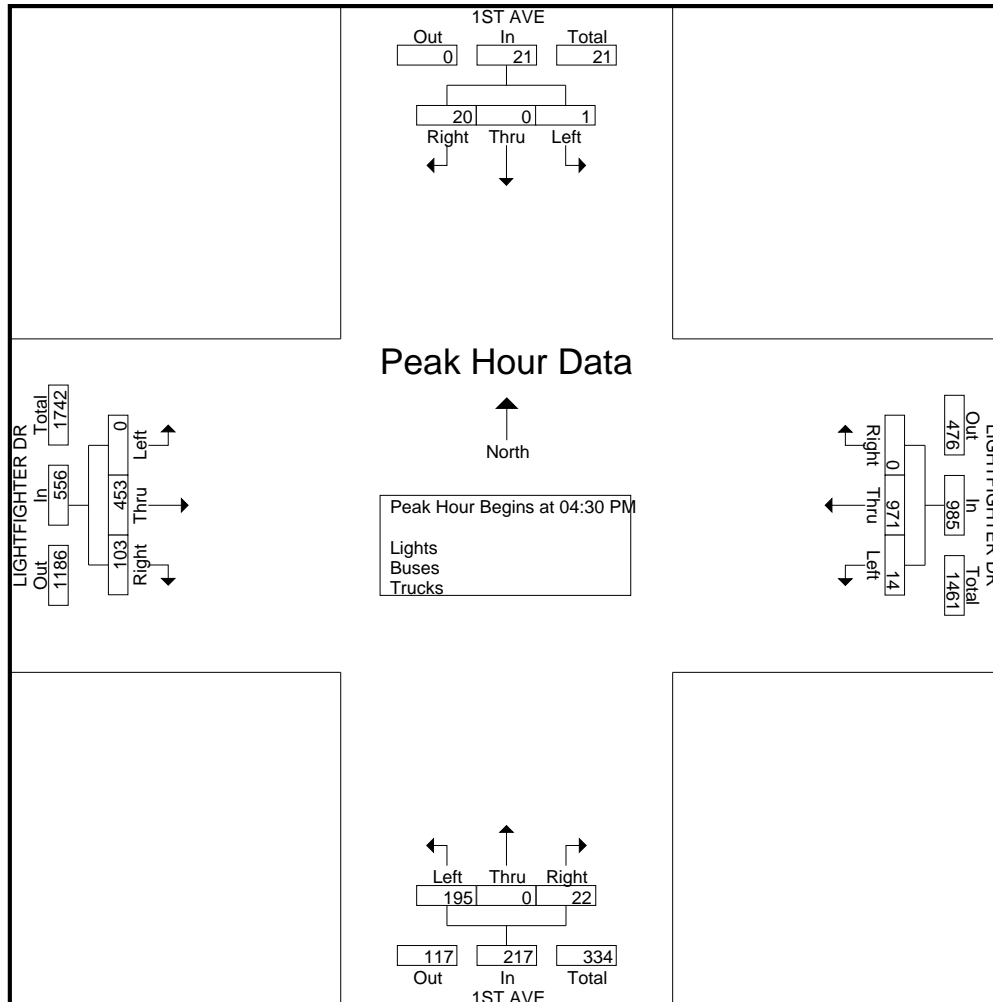 1ST AVE
Out In Total
0 21 21
20 0 1
Right Thru Left
Peak Hour Data
North
Peak Hour Begins at 04:30 PM
Lights
Buses
Trucks
LIGHTFIGHTER DR
Total In Out
1742 556 1186
0 453 103
Left Thru Right
LIGHTFIGHTER DR
Out In Total
476 985 1461
0 971 14
Right Thru Left
Left Thru Right
195 0 22
117 217 334
Out In Total
1ST AVE